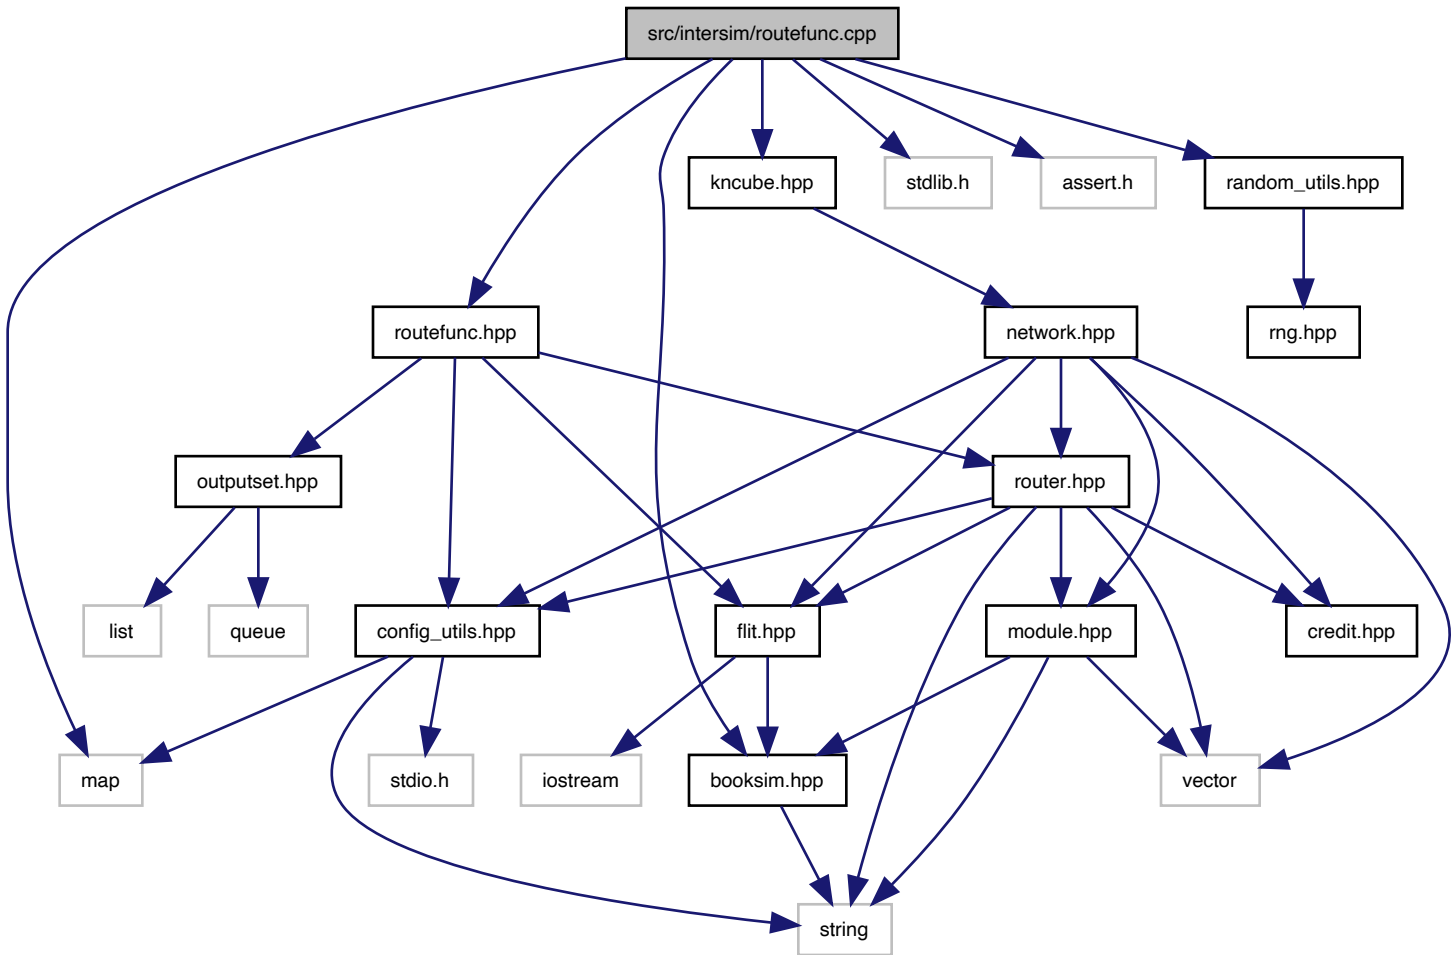 src/intersim/routefunc.cpp
kncube.hpp
stdlib.h
assert.h
random_utils.hpp
routefunc.hpp
network.hpp
rng.hpp
outputset.hpp
router.hpp
list
queue
config_utils.hpp
flit.hpp
module.hpp
credit.hpp
map
stdio.h
iostream
booksim.hpp
vector
string